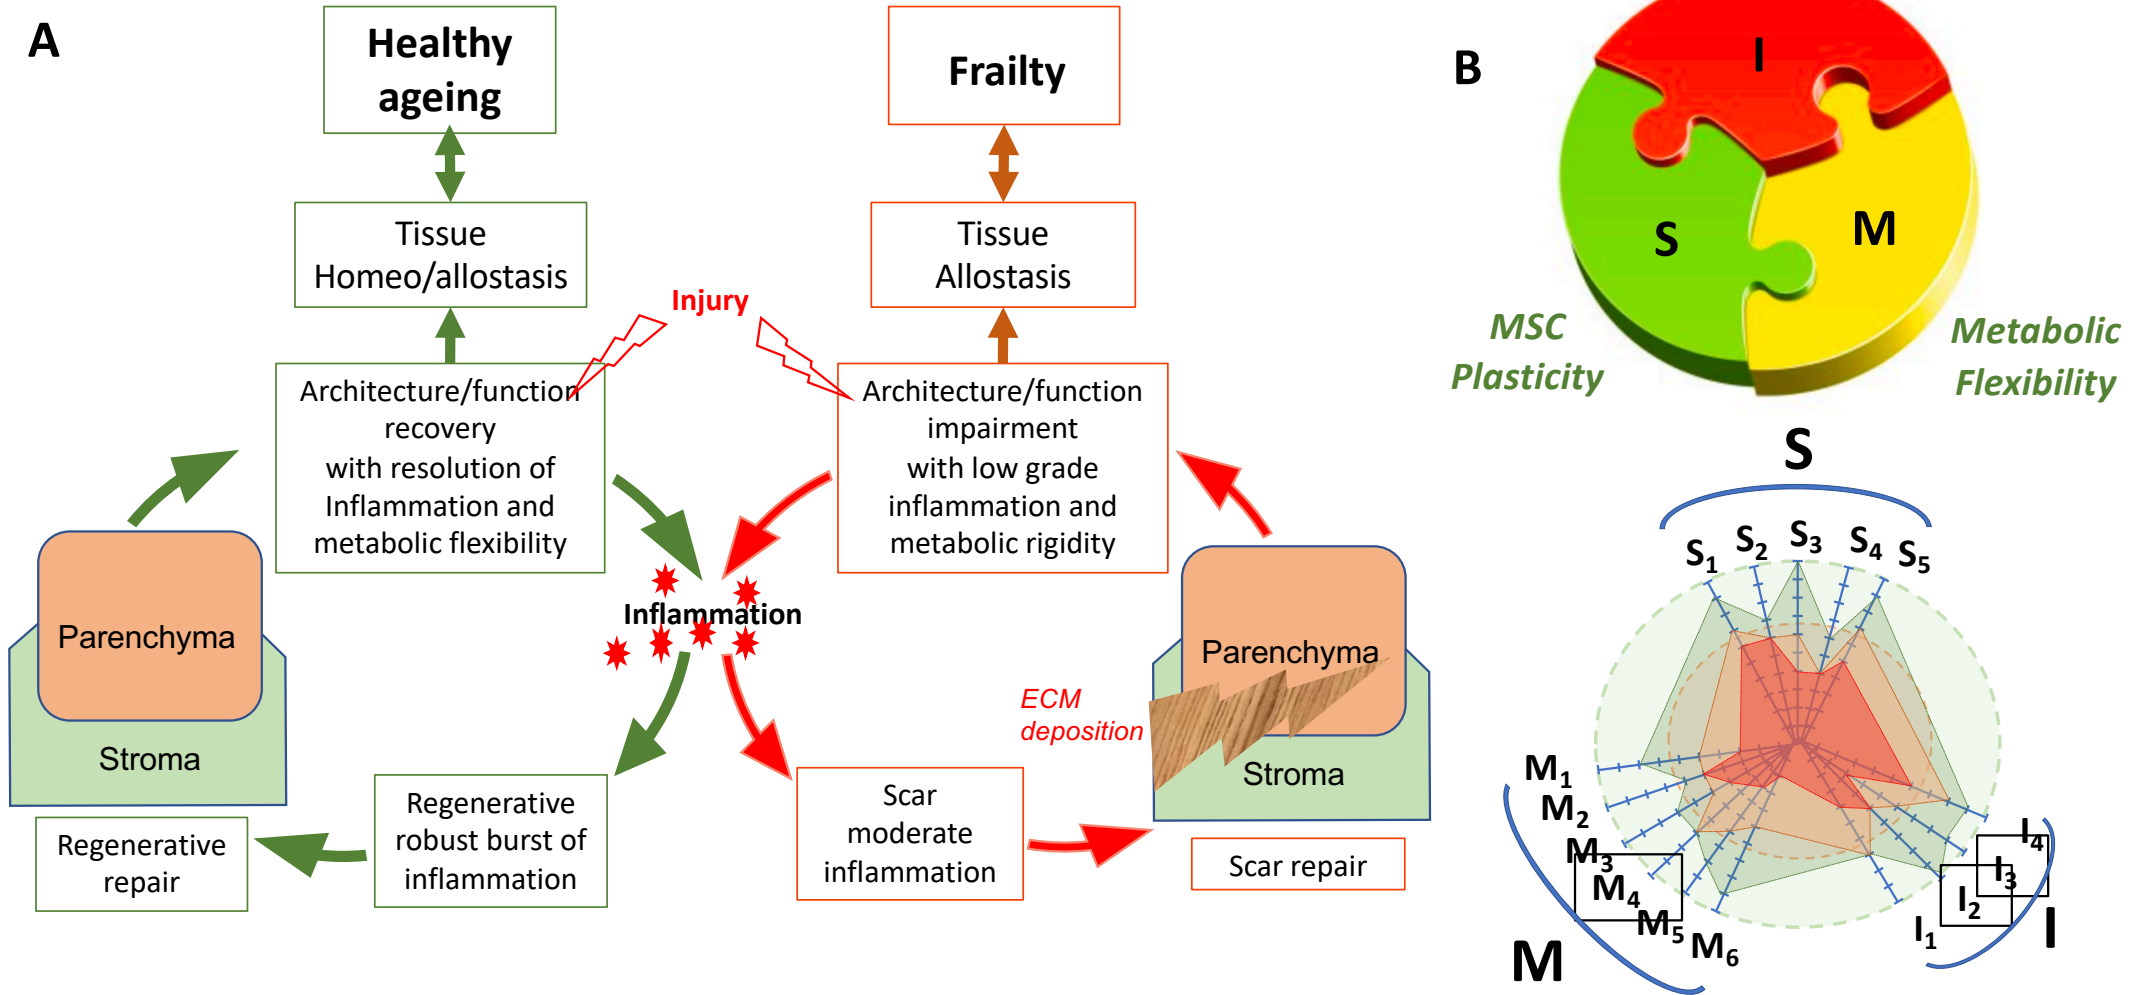 A
Healthy
ageing
Frailty
Tissue
Homeo/allostasis
Tissue
Allostasis
Injury
Architecture/function
recovery
with resolution of
Inflammation and
metabolic flexibility
Architecture/function
impairment
with low grade
inflammation and
metabolic rigidity
Inflammation
Parenchyma
Stroma
Parenchyma
Stroma
ECM
deposition
Regenerative
repair
Regenerative
robust burst of
inflammation
Scar
moderate
inflammation
Scar repair
B
I
S
M
MSC
Plasticity
Metabolic
Flexibility
S
S1
S2
S3
S4
S5
M1
M2
M3
M4
M5
M6
M
I4
I3
I2
I1
I